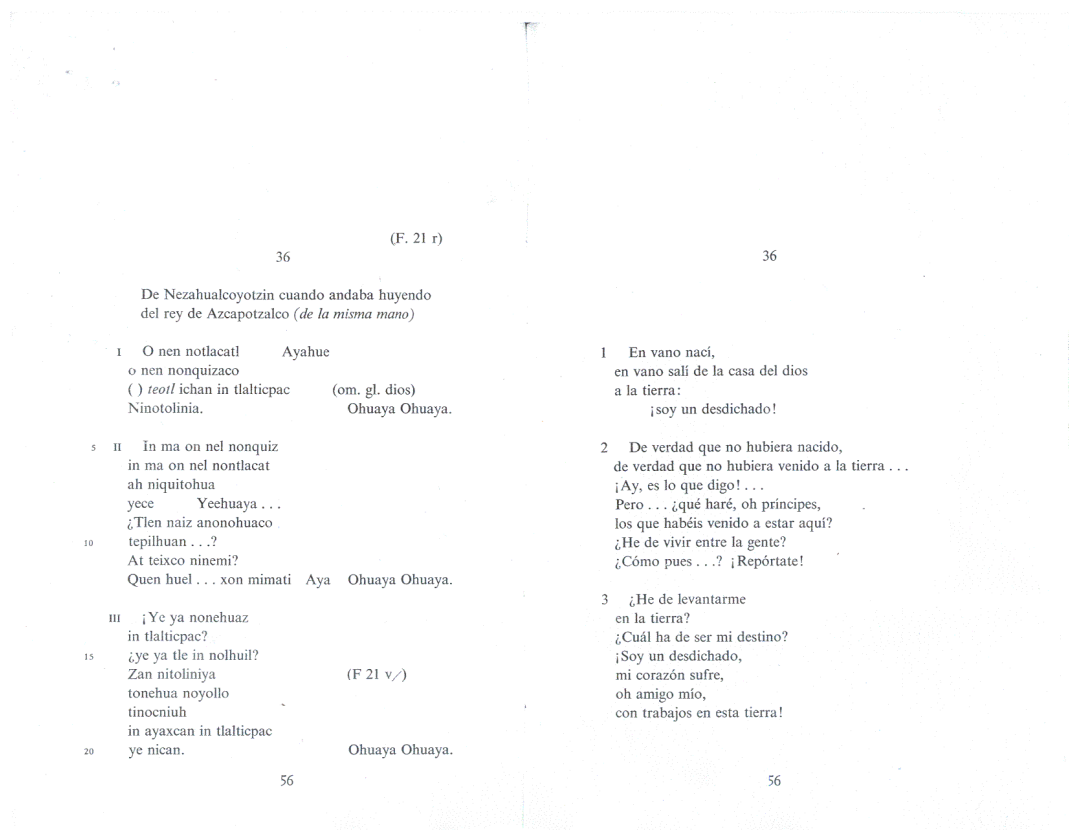 (F. 21 r)
36
De Nezahualcoyotzin cuando andaba huyendo
del rey de Azcapotzalco (de la misma mano)
I O nen notlacatl Ayahue
o nen nonquizaco
( ) teotl ichan in tlalticpac (om. gl. dios)
Ninotolinia. Ohuaya Ohuaya.
5 II In ma on nel nonquiz
in ma on nel nontlacat
ah niquitohua
yece Yeehuaya . . .
¿Tlen naiz anonohuaco
10 tepilhuan . . .?
At teixco ninemi?
Quen huel . . . xon mimati Aya Ohuaya Ohuaya.
III ¡Ye ya nonehuaz
in tlalticpac?
15 ¿ye ya tle in nolhuil?
Zan nitoliniya (F 21 v/)
tonehua noyollo
tinocniuh
in ayaxcan in tlalticpac
20 ye nican. Ohuaya Ohuaya.
56
36
1 En vano nací,
en vano salí de la casa del dios
a la tierra:
¡soy un desdichado!
2 De verdad que no hubiera nacido,
de verdad que no hubiera venido a la tierra . . .
¡Ay, es lo que digo! . . .
Pero . . . ¿qué haré, oh príncipes,
los que habéis venido a estar aquí?
¿He de vivir entre la gente?
¿Cómo pues . . .? ¡Repórtate!
3 ¿He de levantarme
en la tierra?
¿Cuál ha de ser mi destino?
¡Soy un desdichado,
mi corazón sufre,
oh amigo mío,
con trabajos en esta tierra!
56